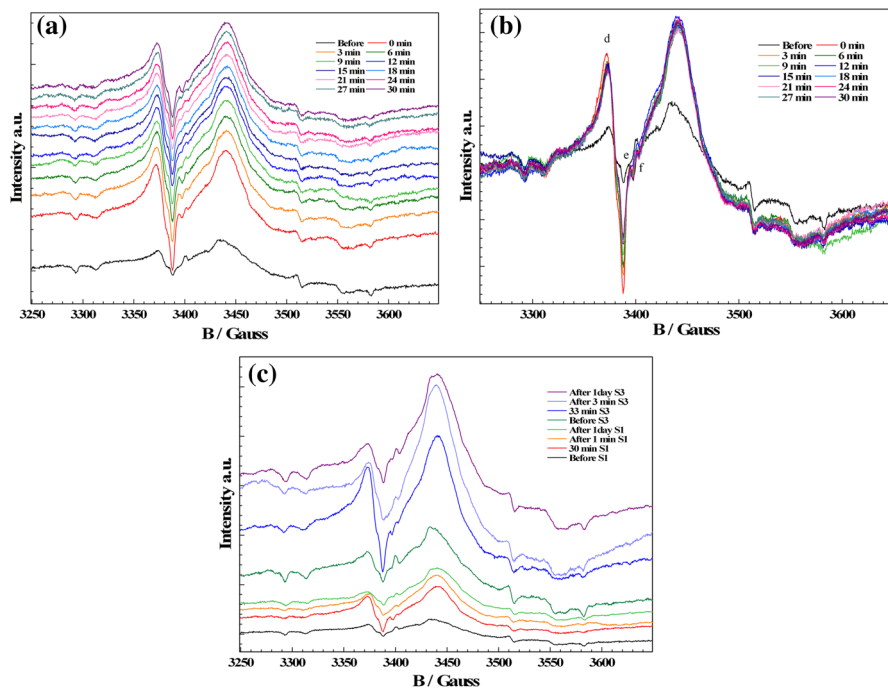 (a)
Before 0 min
3 min 6 min
9 min 12 min
15 min 18 min
21 min 24 min
27 min 30 min
Intensity a.u.
3250 3300 3350 3400 3450 3500 3550 3600
B / Gauss
(b)
Before 0 min
3 min 6 min
9 min 12 min
15 min 18 min
21 min 24 min
27 min 30 min
d
e
f
Intensity a.u.
3300 3400 3500 3600
B / Gauss
(c)
After 1day S3
After 3 min S3
33 min S3
Before S3
After 1day S1
After 1 min S1
30 min S1
Before S1
Intensity a.u.
3250 3300 3350 3400 3450 3500 3550 3600
B / Gauss